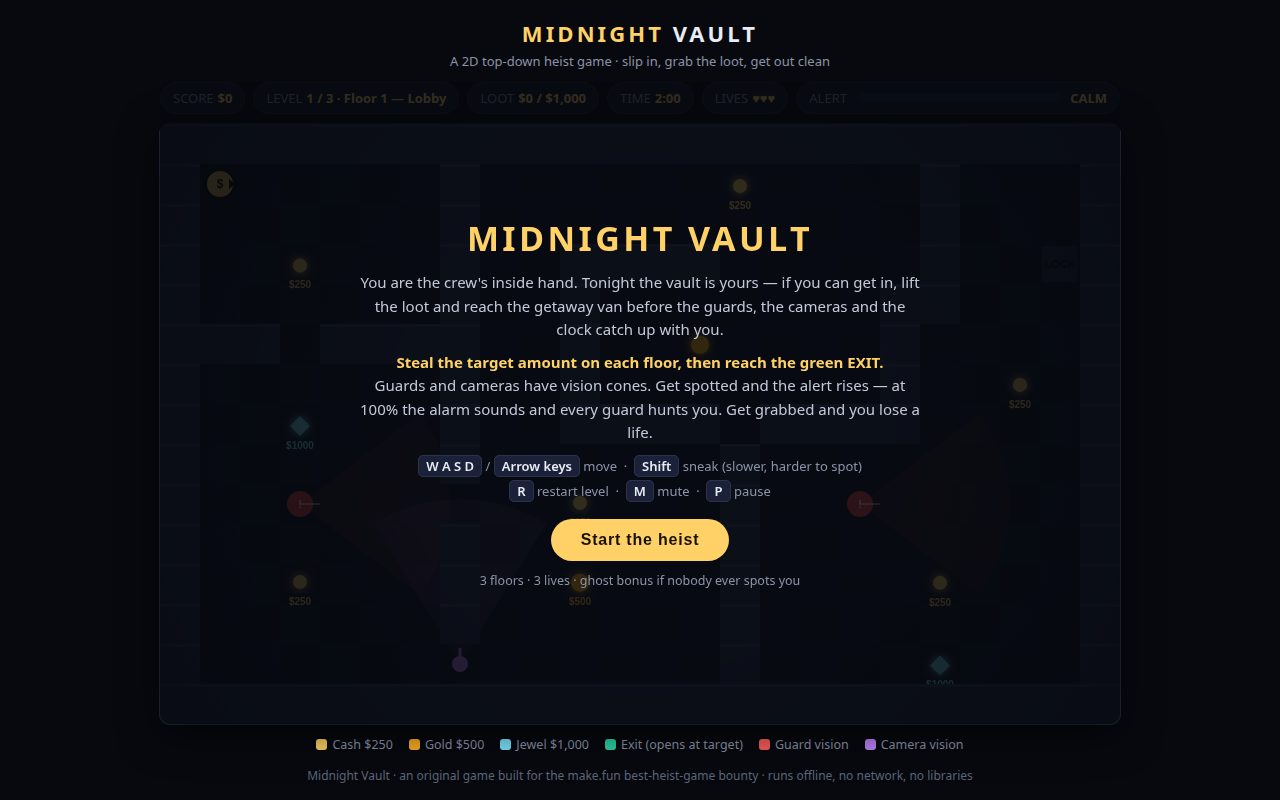 MIDNIGHT VAULT
A 2D top-down heist game · slip in, grab the loot, get out clean
SCORE $0 LEVEL 1 / 3 · Floor 1 — Lobby LOOT $0 / $1,000 TIME 2:00 LIVES ♥♥♥ ALERT CALM
$
$250
$250
LOCK
MIDNIGHT VAULT
You are the crew's inside hand. Tonight the vault is yours — if you can get in, lift
the loot and reach the getaway van before the guards, the cameras and the
clock catch up with you.
Steal the target amount on each floor, then reach the green EXIT.
Guards and cameras have vision cones. Get spotted and the alert rises — at
100% the alarm sounds and every guard hunts you. Get grabbed and you lose a
life.
$250
$1000
W A S D / Arrow keys move · Shift sneak (slower, harder to spot)
R restart level · M mute · P pause
Start the heist
3 floors · 3 lives · ghost bonus if nobody ever spots you
$250
$500
$250
$1000
Cash $250 Gold $500 Jewel $1,000 Exit (opens at target) Guard vision Camera vision
Midnight Vault · an original game built for the make.fun best-heist-game bounty · runs offline, no network, no libraries